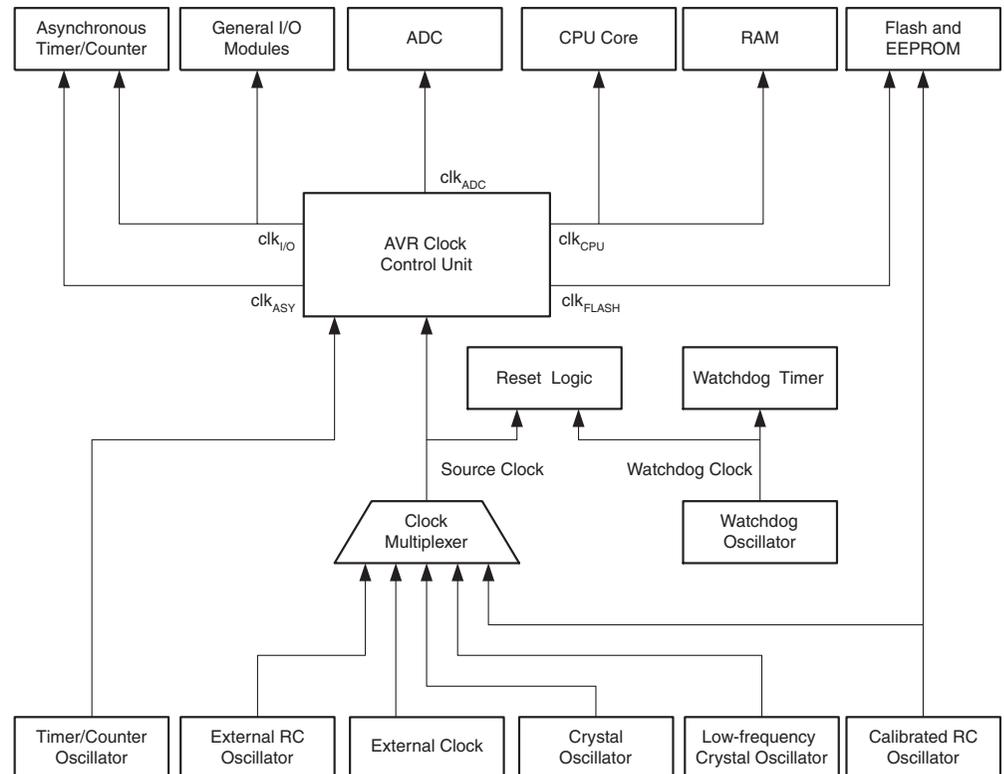 Asynchronous
Timer/Counter
General I/O
Modules
ADC
CPU Core
RAM
Flash and
EEPROM
clkADC
clkI/O
AVR Clock
Control Unit
clkCPU
clkASY
clkFLASH
Reset Logic
Watchdog Timer
Source Clock
Watchdog Clock
Clock
Multiplexer
Watchdog
Oscillator
Timer/Counter
Oscillator
External RC
Oscillator
External Clock
Crystal
Oscillator
Low-frequency
Crystal Oscillator
Calibrated RC
Oscillator